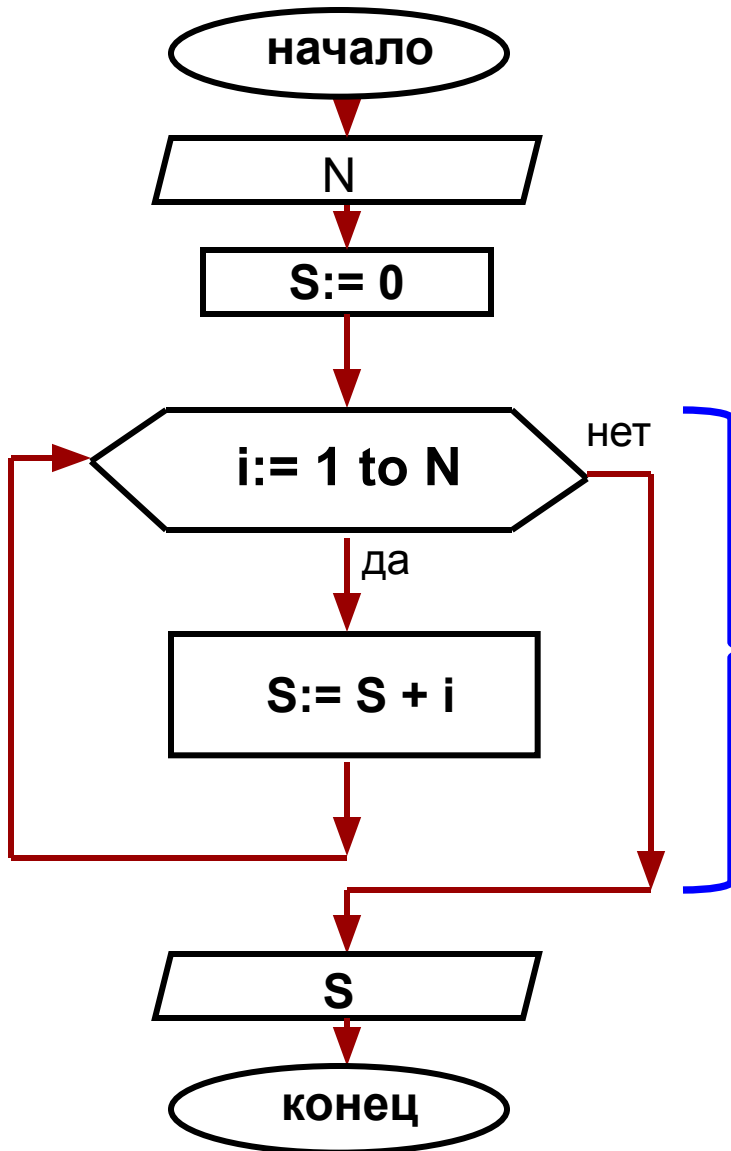 начало
N
S:= 0
i:= 1 to N
нет
да
S:= S + i
S
конец